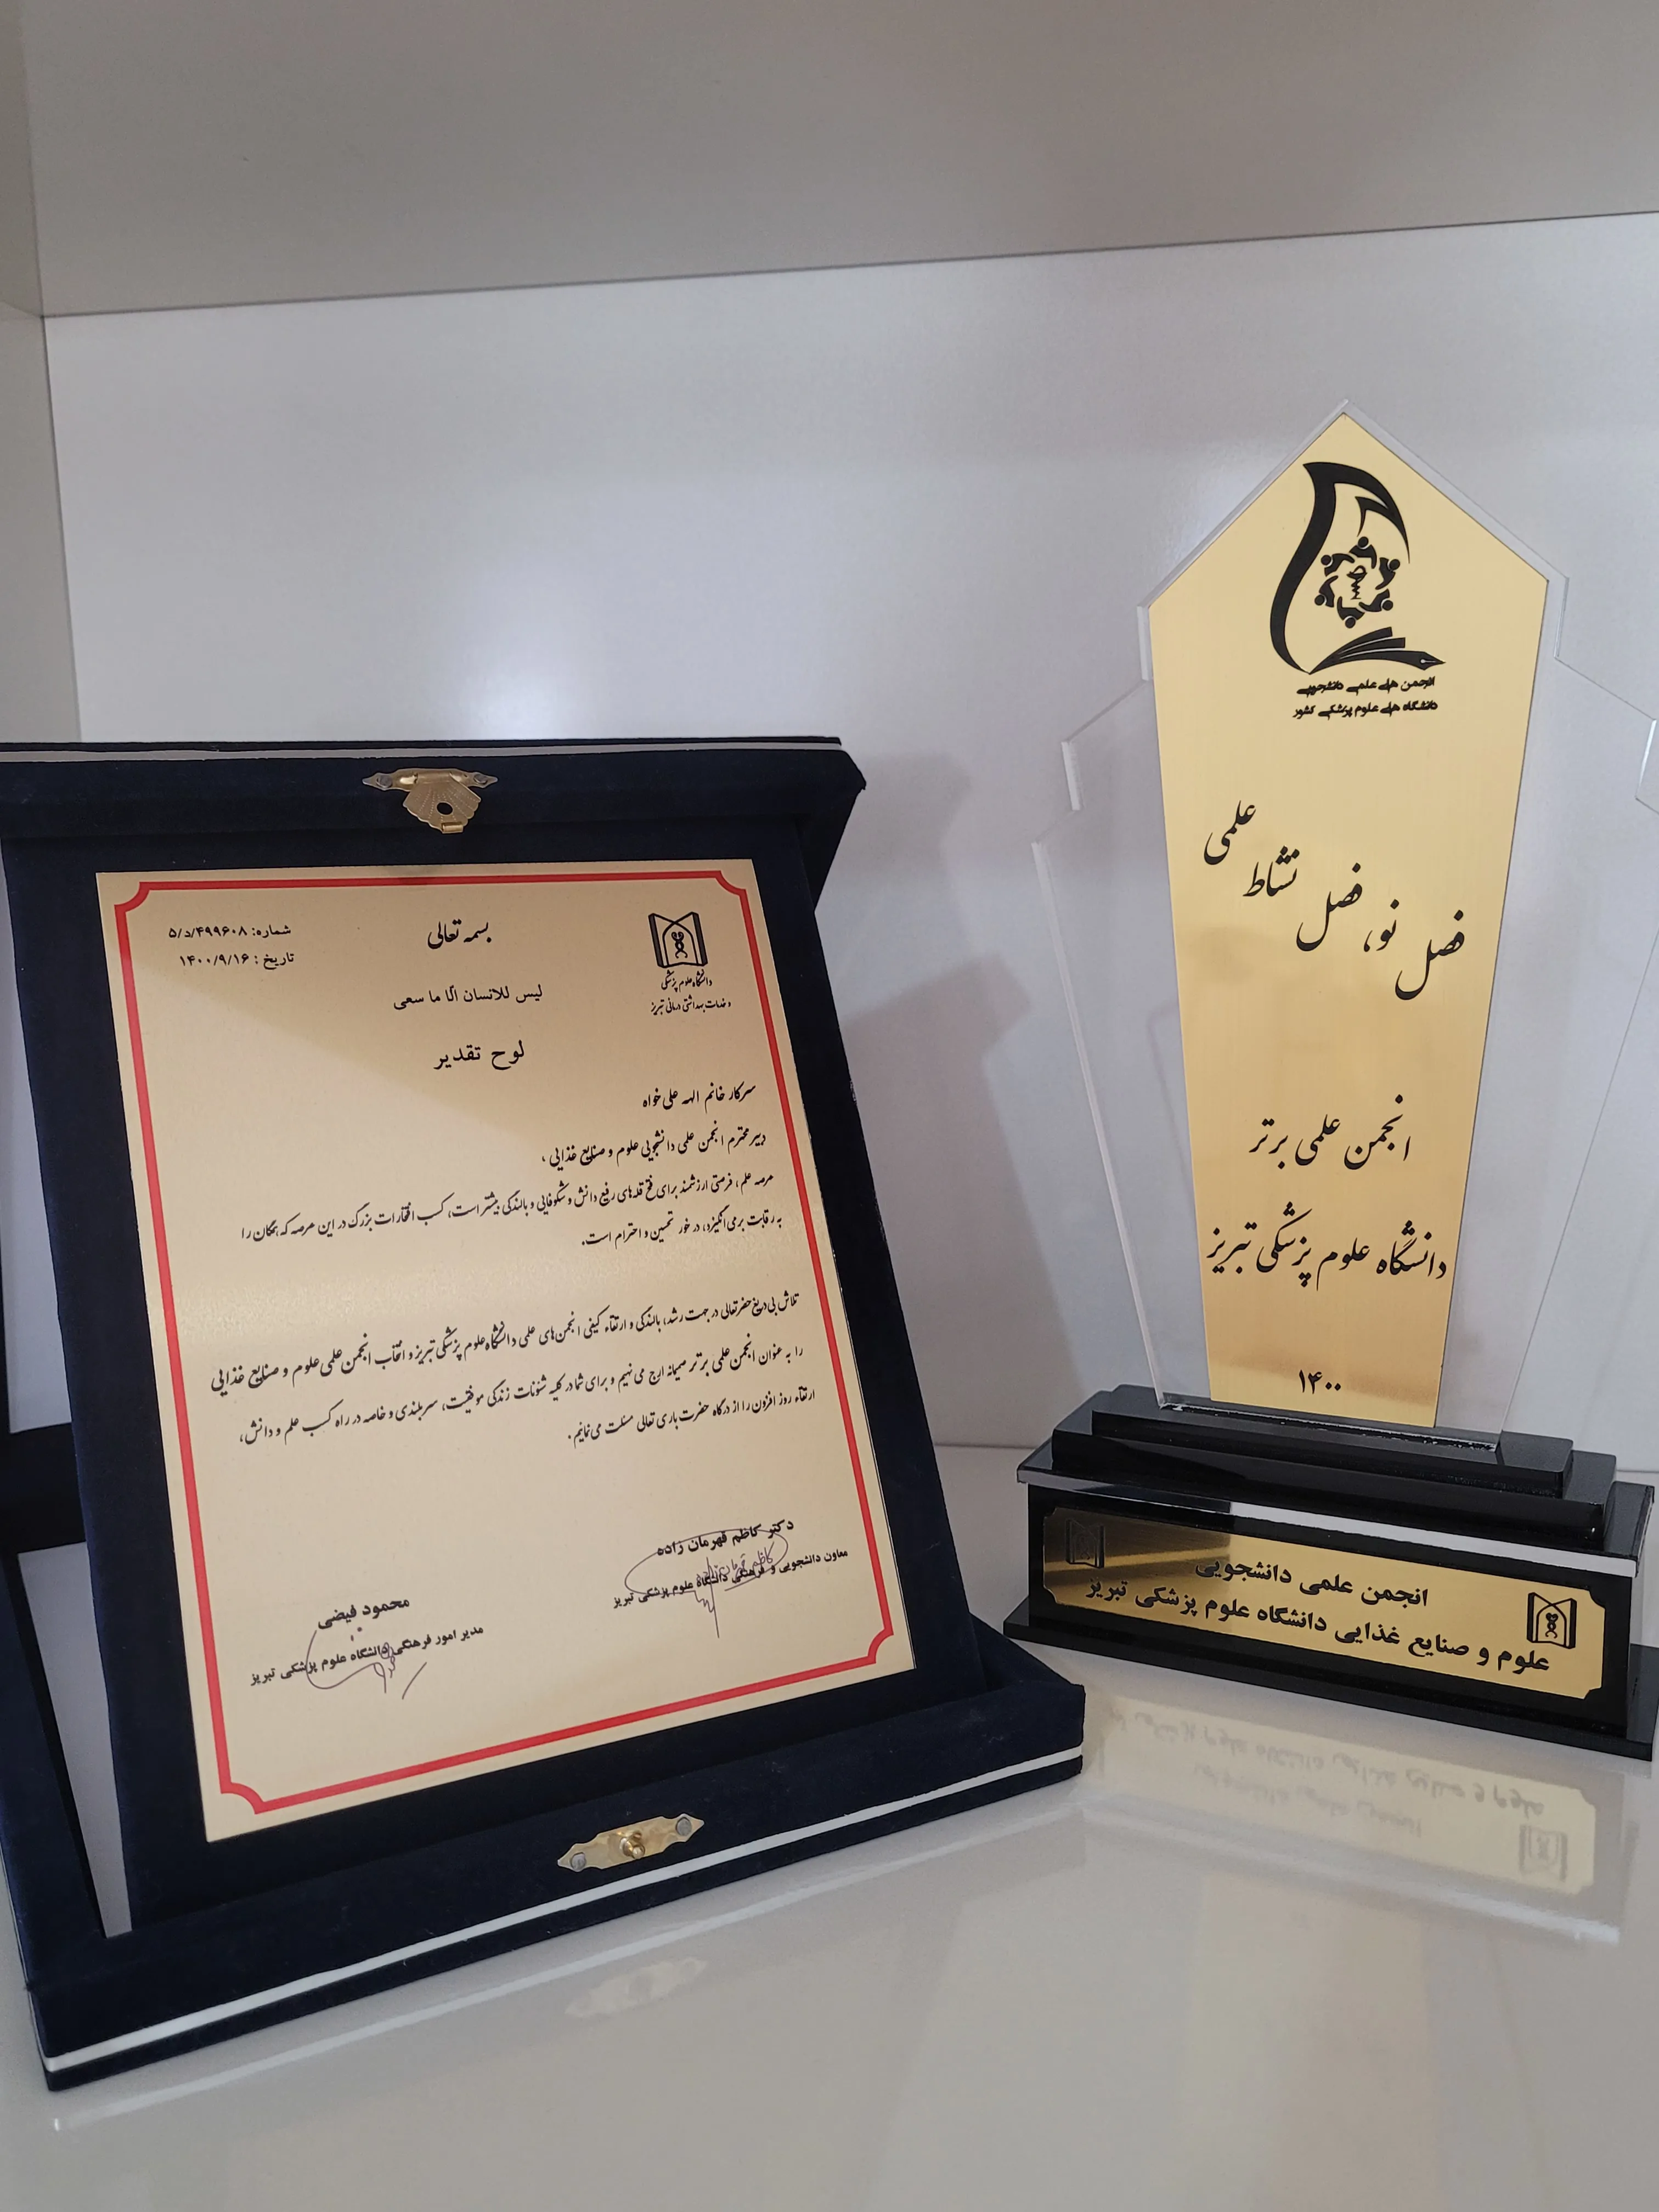 بسمه تعالی
شماره: ۵/د/۴۹۹۶۰۸
تاریخ : ۱۴۰۰/۹/۱۶
دانشگاه علوم پزشکی
و خدمات بهداشتی درمانی تبریز
لیس للانسان الّا ما سعی
لوح تقدیر
سرکار خانم الهه علی خواه
دبیر محترم انجمن علمی دانشجویی علوم و صنایع غذایی ،
عرصه علم، فرصتی ارزشمند برای فتح قله‌های رفیع دانش و شکوفایی و بالندگی بیشتر است، کسب افتخارات بزرگ در این عرصه که همگان را
به رقابت برمی‌انگیزد، در خور تحسین و احترام است.
تلاش بی‌دریغ حضرتعالی در جهت رشد، بالندگی و ارتقاء کیفی انجمن‌های علمی دانشگاه علوم پزشکی تبریز و انتخاب انجمن علمی علوم و صنایع غذایی
را به عنوان انجمن علمی برتر صمیمانه ارج می نهیم و برای شما در کلیه شئونات زندگی موفقیت، سربلندی و خاصه در راه کسب علم و دانش،
ارتقاء روز افزون را از درگاه حضرت باری تعالی مسئلت می‌نمایم.
دکتر کاظم قهرمان زاده
معاون دانشجویی و فرهنگی دانشگاه علوم پزشکی تبریز
محمود فیضی
مدیر امور فرهنگی دانشگاه علوم پزشکی تبریز
انجمن های علمی دانشجویی
دانشگاه های علوم پزشکی کشور
فصل نو، فصل نشاط علمی
انجمن علمی برتر
دانشگاه علوم پزشکی تبریز
۱۴۰۰
انجمن علمی دانشجویی
علوم و صنایع غذایی دانشگاه علوم پزشکی تبریز